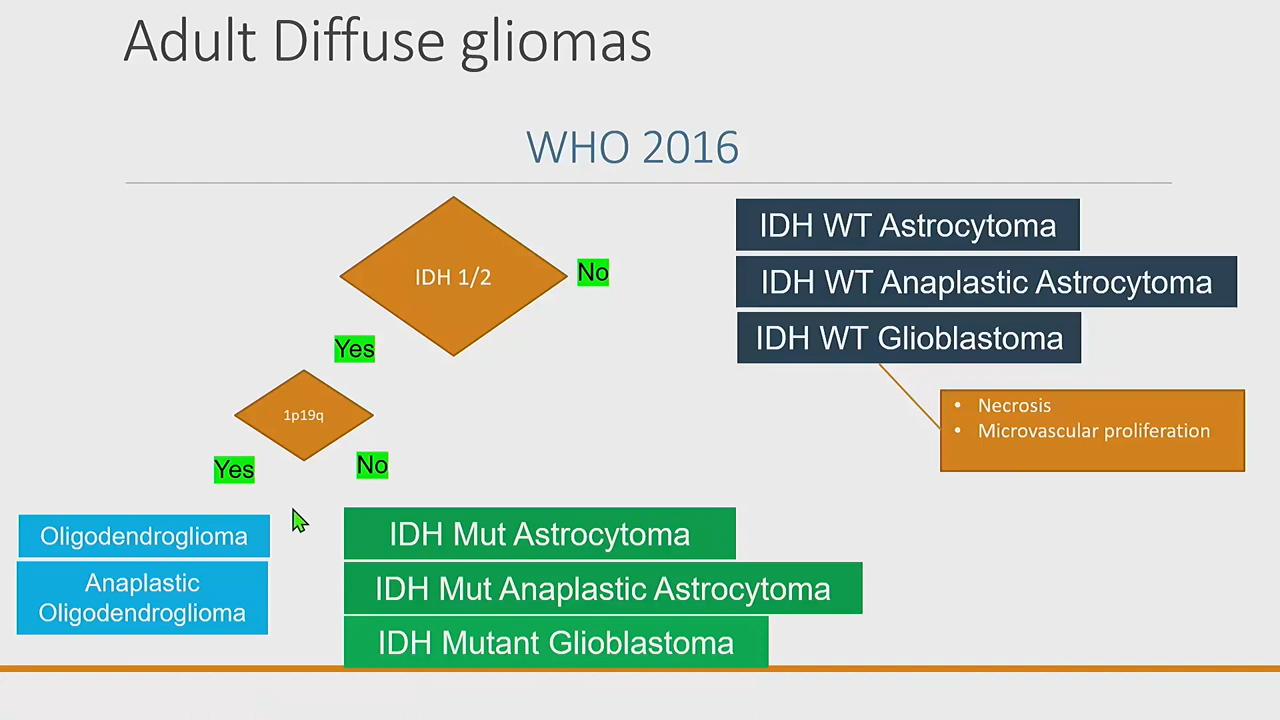 Adult Diffuse gliomas
WHO 2016
IDH 1/2
No
Yes
1p19q
Yes
No
IDH WT Astrocytoma
IDH WT Anaplastic Astrocytoma
IDH WT Glioblastoma
• Necrosis
• Microvascular proliferation
Oligodendroglioma
Anaplastic
Oligodendroglioma
IDH Mut Astrocytoma
IDH Mut Anaplastic Astrocytoma
IDH Mutant Glioblastoma